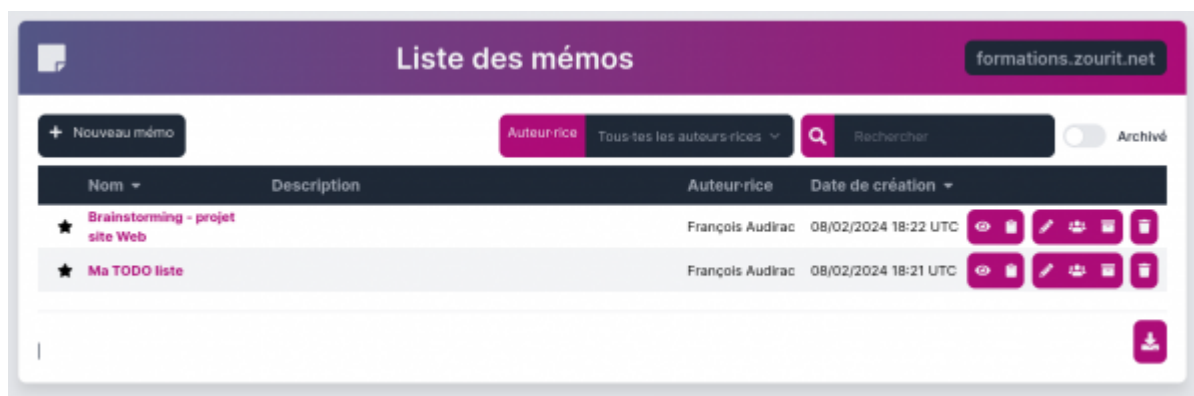 Liste des mémos
formations.zourit.net
+ Nouveau mémo
Auteur·rice
Tous·tes les auteurs·rices
Rechercher
Archivé
Nom
Description
Auteur·rice
Date de création
Brainstorming - projet
site Web
François Audirac
08/02/2024 18:22 UTC
Ma TODO liste
François Audirac
08/02/2024 18:21 UTC